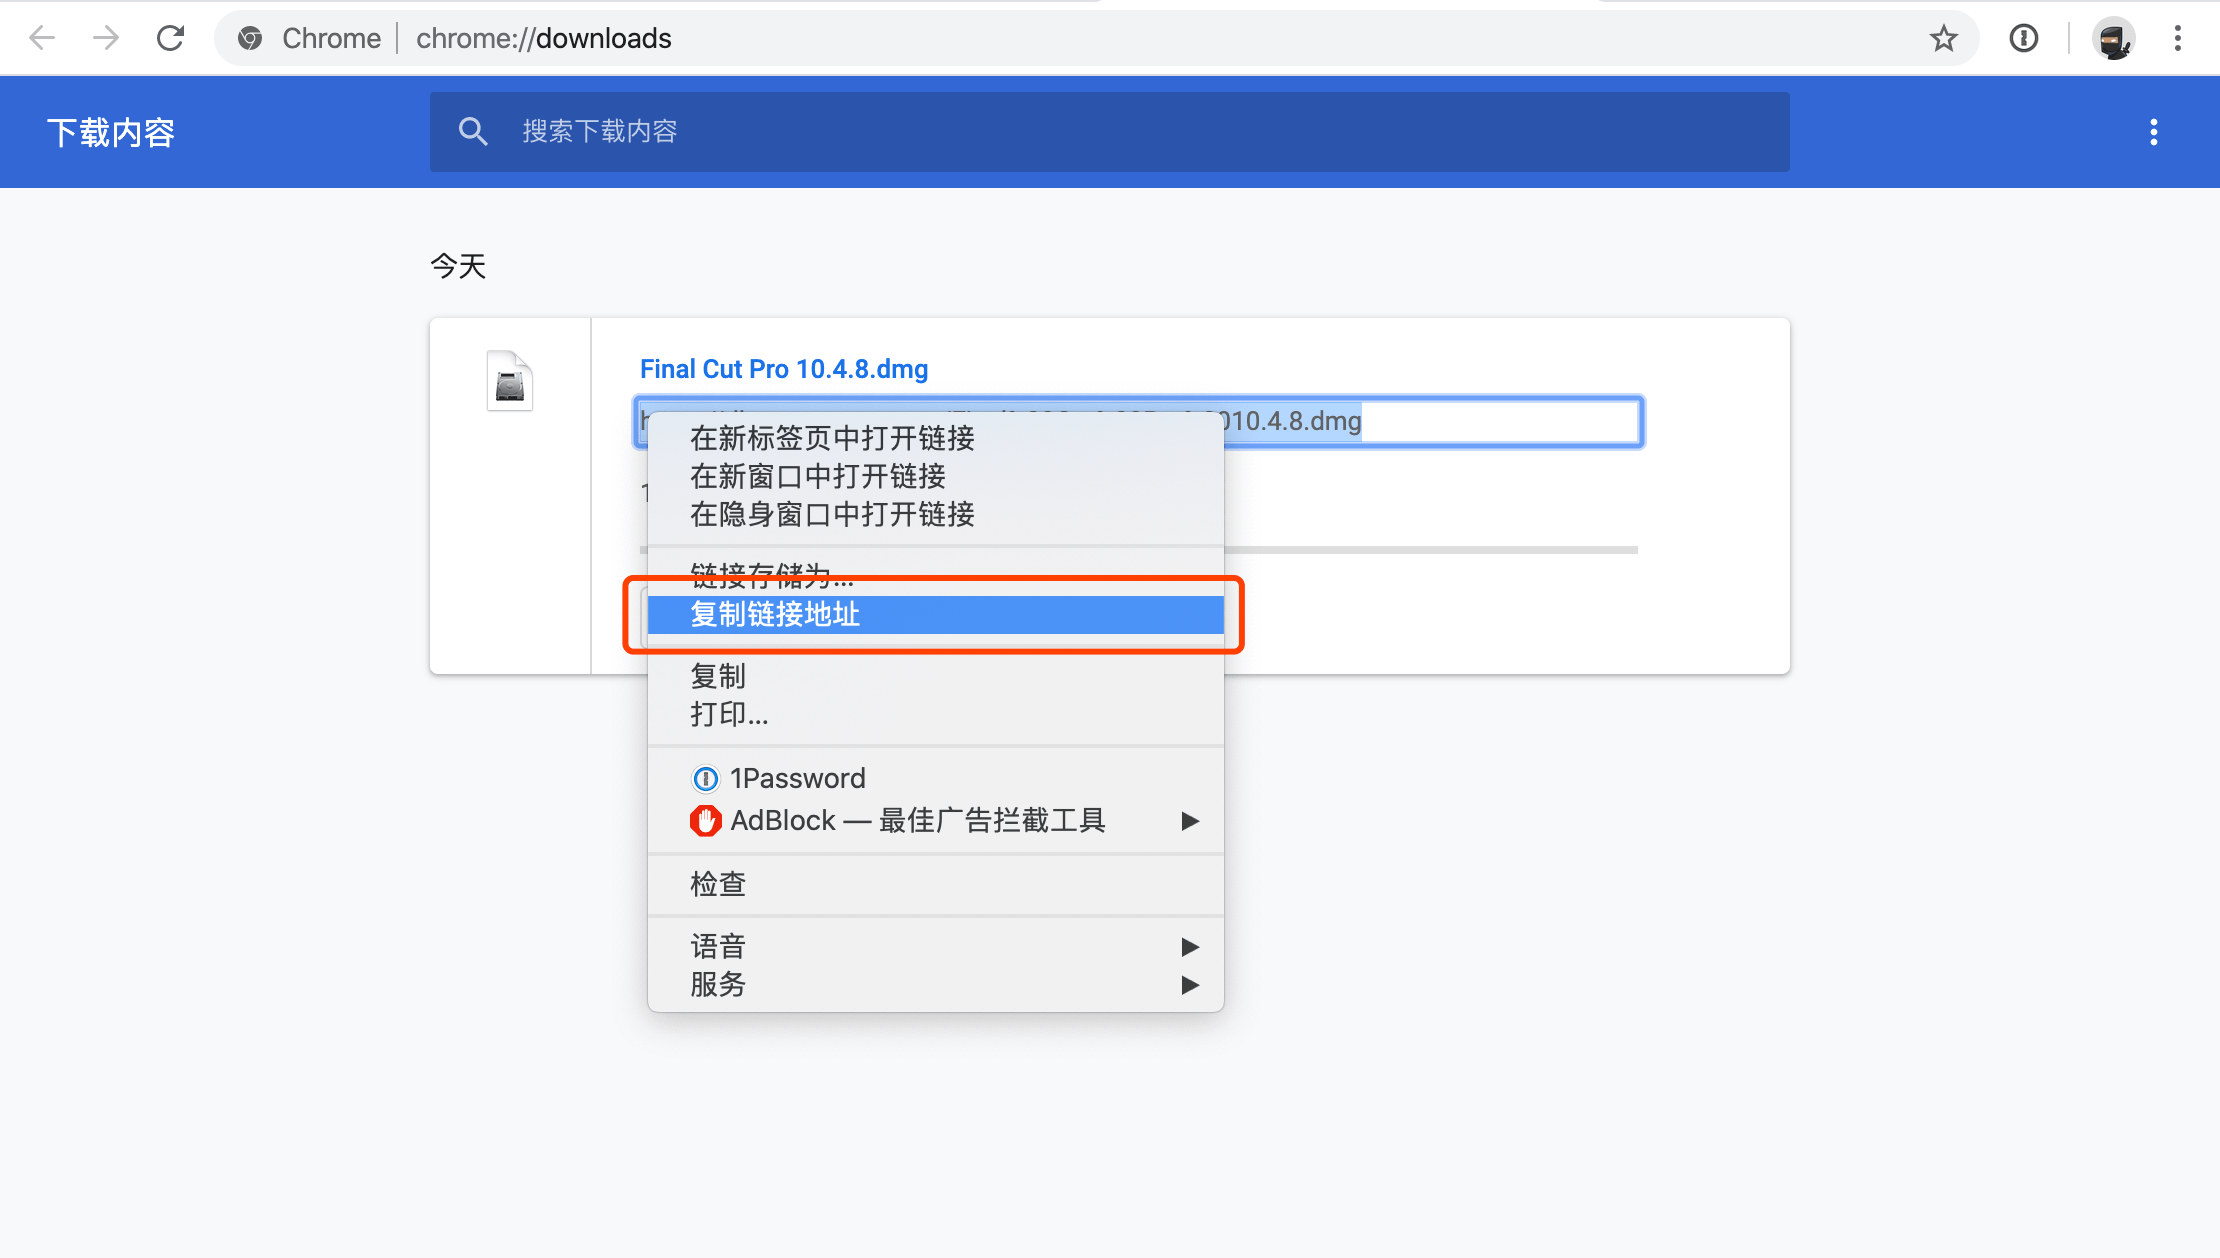 Chrome | chrome://downloads
下载内容
搜索下载内容
今天
Final Cut Pro 10.4.8.dmg
010.4.8.dmg
在新标签页中打开链接
在新窗口中打开链接
在隐身窗口中打开链接
链接存储为...
复制链接地址
复制
打印...
1Password
AdBlock — 最佳广告拦截工具
检查
语音
服务